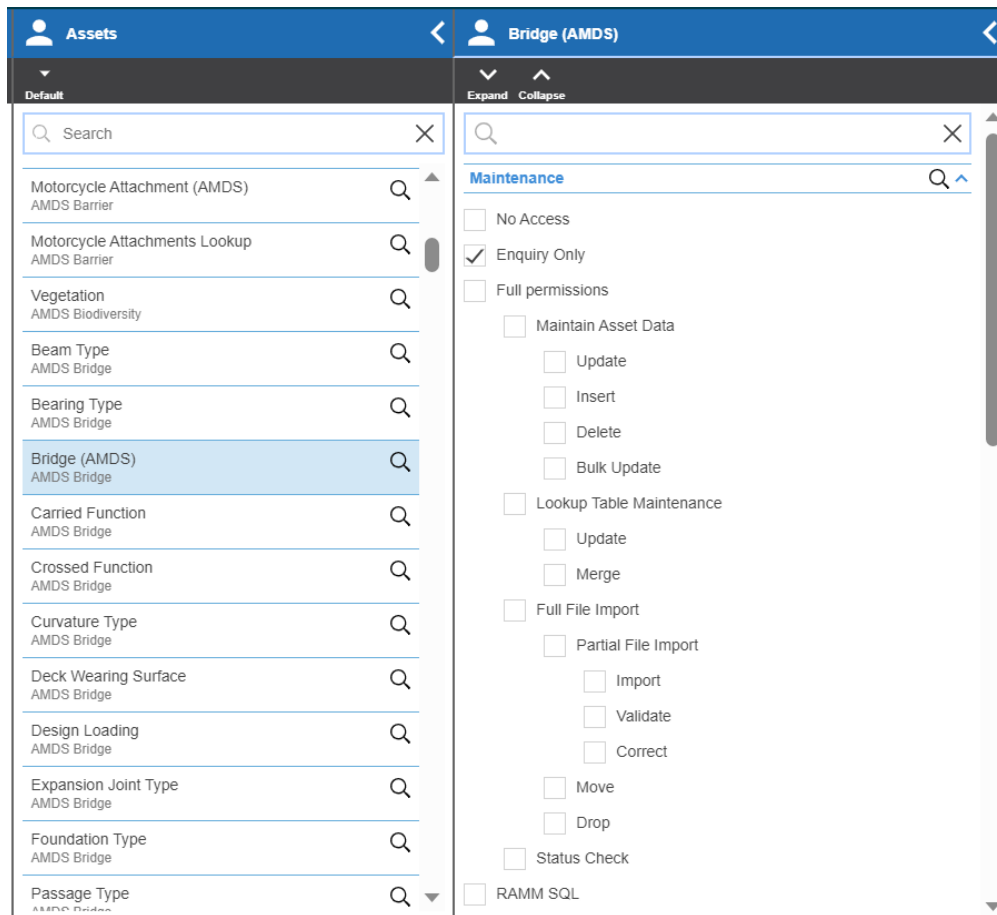 Assets
Default
Search
Motorcycle Attachment (AMDS)
AMDS Barrier
Motorcycle Attachments Lookup
AMDS Barrier
Vegetation
AMDS Biodiversity
Beam Type
AMDS Bridge
Bearing Type
AMDS Bridge
Bridge (AMDS)
AMDS Bridge
Carried Function
AMDS Bridge
Crossed Function
AMDS Bridge
Curvature Type
AMDS Bridge
Deck Wearing Surface
AMDS Bridge
Design Loading
AMDS Bridge
Expansion Joint Type
AMDS Bridge
Foundation Type
AMDS Bridge
Passage Type
AMDS Bridge
Bridge (AMDS)
Expand Collapse
Maintenance
No Access
Enquiry Only
Full permissions
Maintain Asset Data
Update
Insert
Delete
Bulk Update
Lookup Table Maintenance
Update
Merge
Full File Import
Partial File Import
Import
Validate
Correct
Move
Drop
Status Check
RAMM SQL